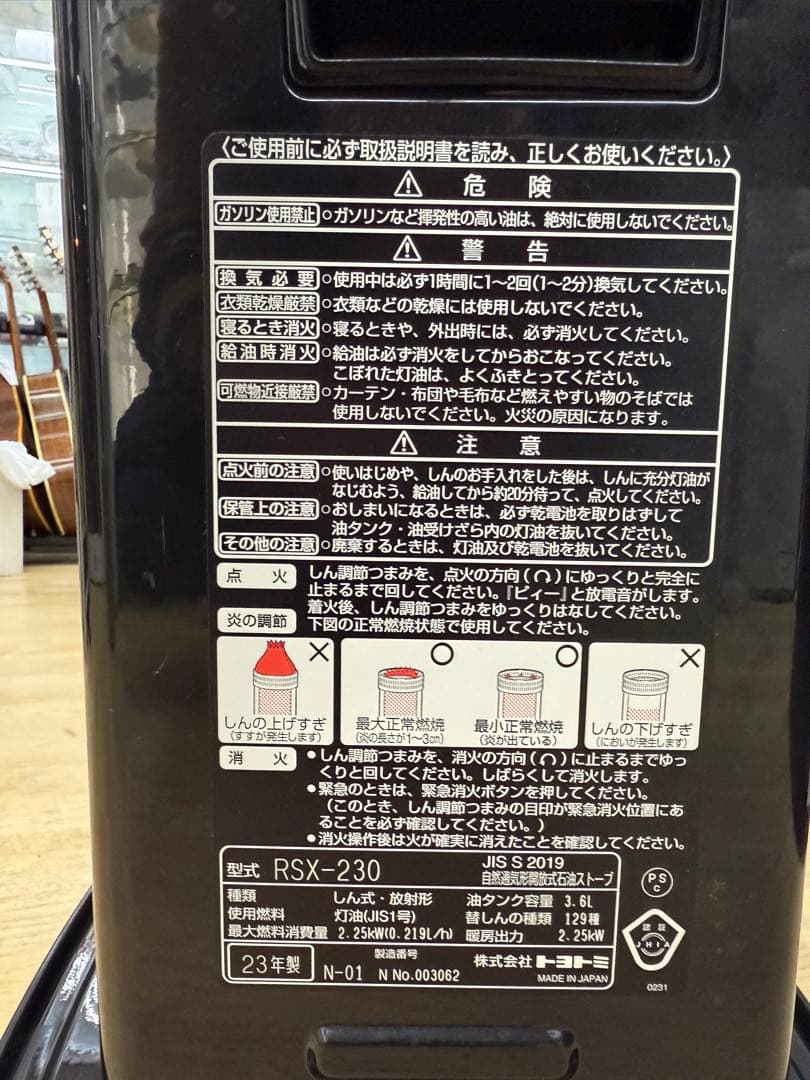 〈ご使用前に必ず取扱説明書を読み、正しくお使いください。〉
危 険
ガソリン使用禁止 ○ガソリンなど揮発性の高い油は、絶対に使用しないでください。
警 告
換気必要 ○使用中は必ず1時間に1〜2回(1〜2分)換気してください。
衣類乾燥厳禁 ○衣類などの乾燥には使用しないでください。
寝るとき消火 ○寝るときや、外出時には、必ず消火してください。
給油時消火 ○給油は必ず消火をしてからおこなってください。
こぼれた灯油は、よくふきとってください。
可燃物近接厳禁 ○カーテン・布団や毛布など燃えやすい物のそばでは
使用しないでください。火災の原因になります。
注 意
点火前の注意 ○使いはじめや、しんのお手入れをした後は、しんに充分灯油が
なじむよう、給油してから約20分待って、点火してください。
保管上の注意 ○おしまいになるときは、必ず乾電池を取りはずして
油タンク・油受けざら内の灯油を抜いてください。
その他の注意 ○廃棄するときは、灯油及び乾電池を抜いてください。
点 火 しん調節つまみを、点火の方向( )にゆっくりと完全に
止まるまで回してください。『ビィー』と放電音がします。
着火後、しん調節つまみをゆっくりはなしてください。
炎の調節 下図の正常燃焼状態で使用してください。
× ○ ○ ×
しんの上げすぎ 最大正常燃焼 最小正常燃焼 しんの下げすぎ
(すすが発生します) (炎の長さが1〜3cm) (炎が出ている) (においが発生します)
消 火 ●しん調節つまみを、消火の方向( )に止まるまでゆっ
くりと回してください。しばらくして消火します。
●緊急のときは、緊急消火ボタンを押してください。
(このとき、しん調節つまみの目印が緊急消火位置にあ
ることを必ず確認してください。)
●消火操作後は火が確実に消えたことを確認してください。
型式 RSX-230 JIS S 2019
自然通気形開放式石油ストーブ
PS C
種類 しん式・放射形 油タンク容量 3.6L
使用燃料 灯油(JIS1号) 替しんの種類 129種
最大燃料消費量 2.25kW(0.219L/h) 暖房出力 2.25kW
認証
JHIA
23年製 製造番号
N-01 N No.003062 株式会社 トヨトミ
MADE IN JAPAN
0231